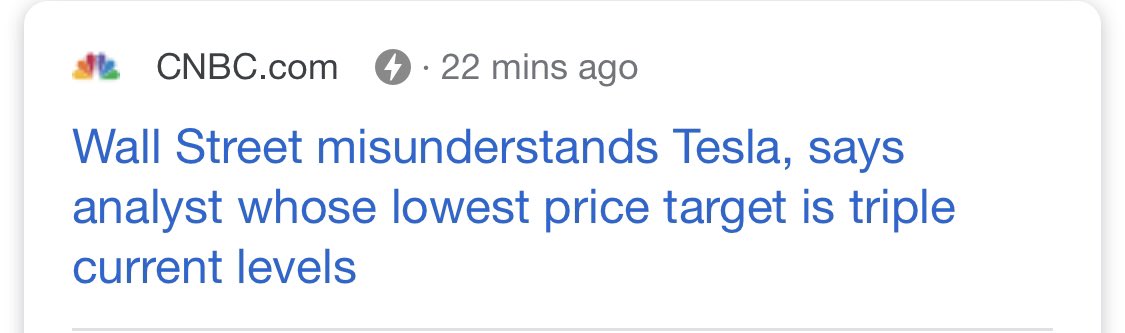 CNBC.com · 22 mins ago
Wall Street misunderstands Tesla, says
analyst whose lowest price target is triple
current levels